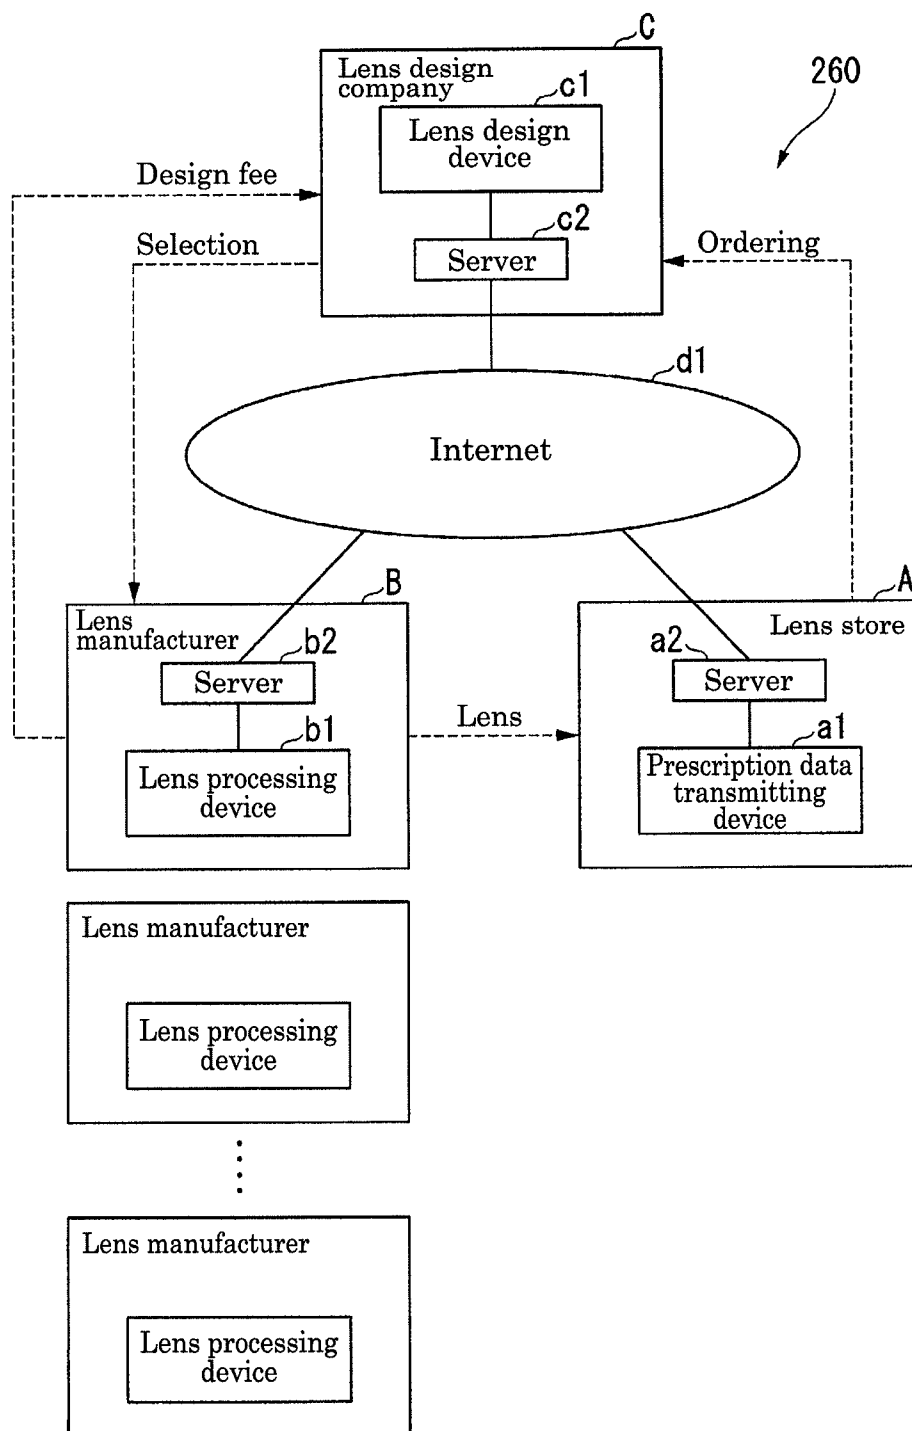 C
Lens design
company
c1
260
Lens design
device
Design fee
c2
Selection
Server
Ordering
d1
Internet
B
A
Lens
manufacturer
Lens store
b2
a2
Server
Server
Lens
b1
a1
Lens processing
device
Prescription data
transmitting
device
Lens manufacturer
Lens processing
device
Lens manufacturer
Lens processing
device